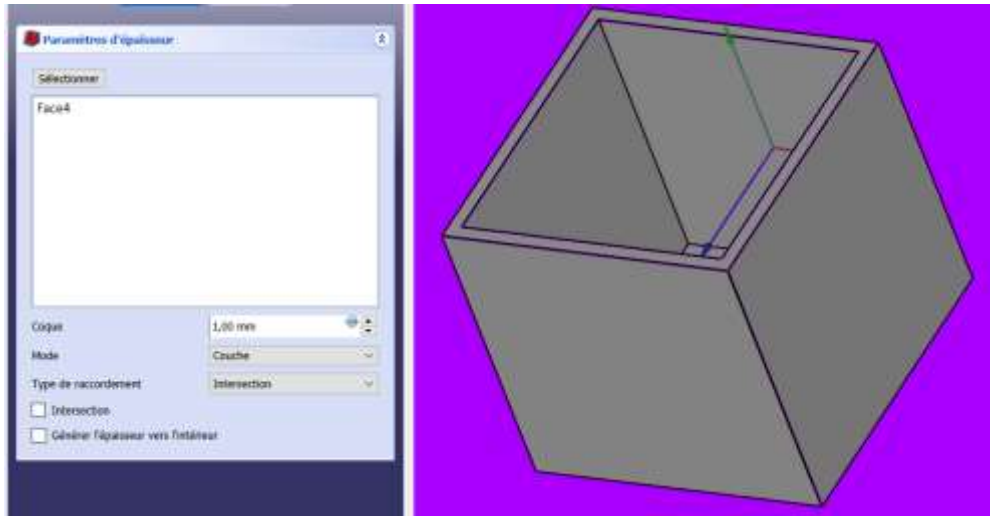 Paramètres d'épaisseur
Sélectionner
Face4
Coque 1,00 mm
Mode Couche
Type de raccordement Intersection
Intersection
Générer l'épaisseur vers l'intérieur